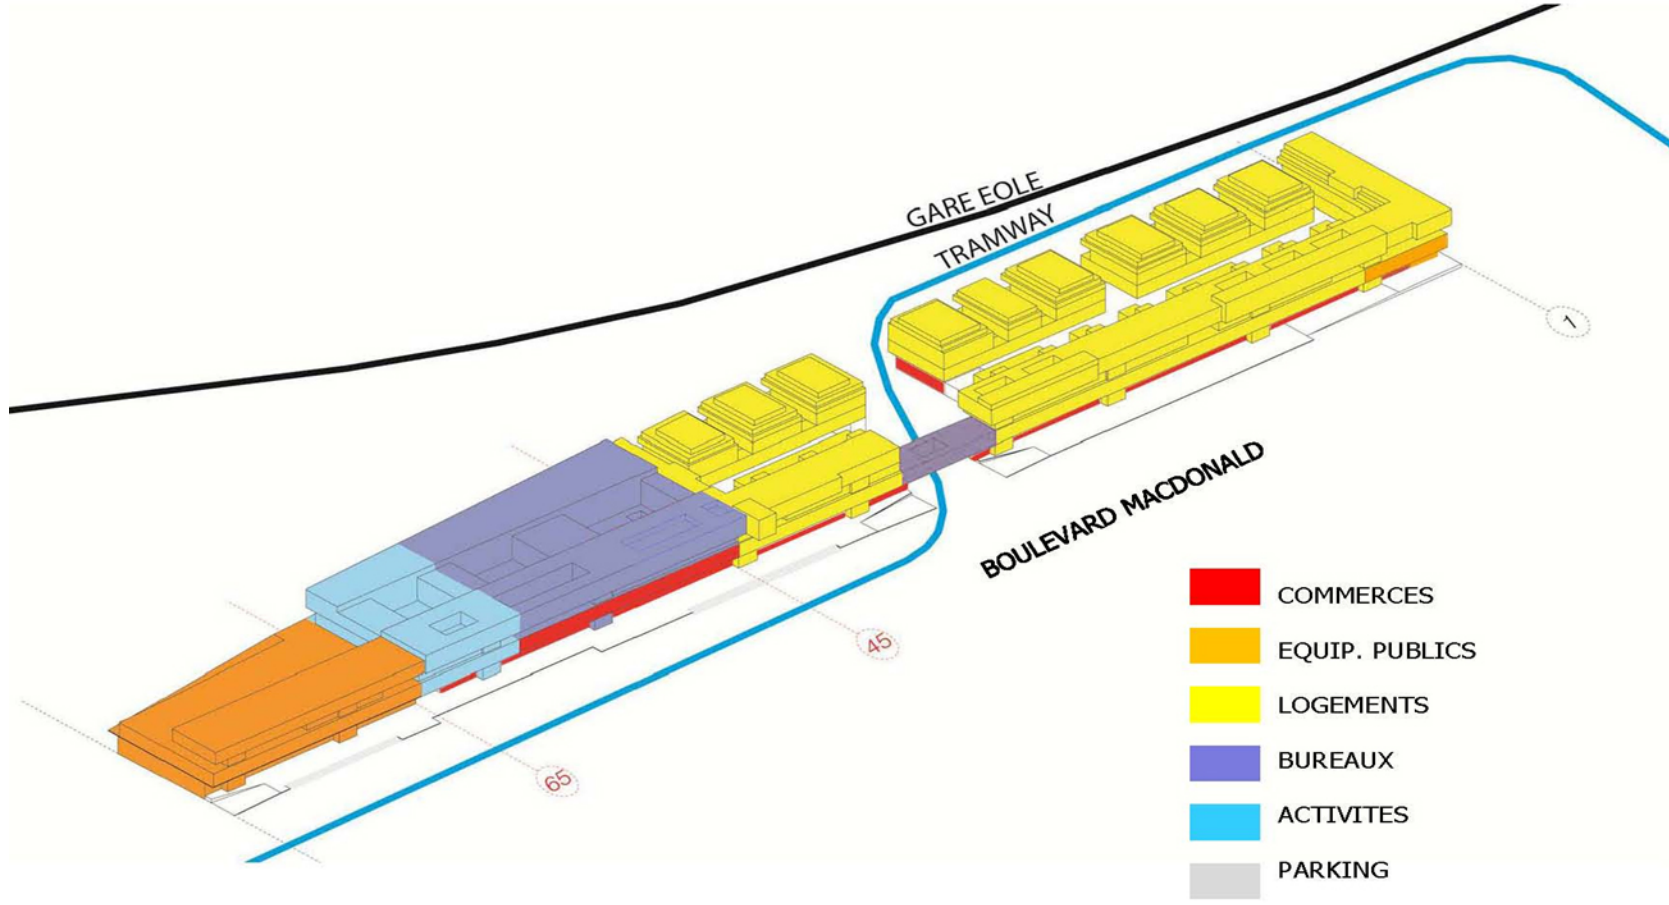 GARE EOLE
TRAMWAY
1
BOULEVARD MACDONALD
45
65
COMMERCES
EQUIP. PUBLICS
LOGEMENTS
BUREAUX
ACTIVITES
PARKING